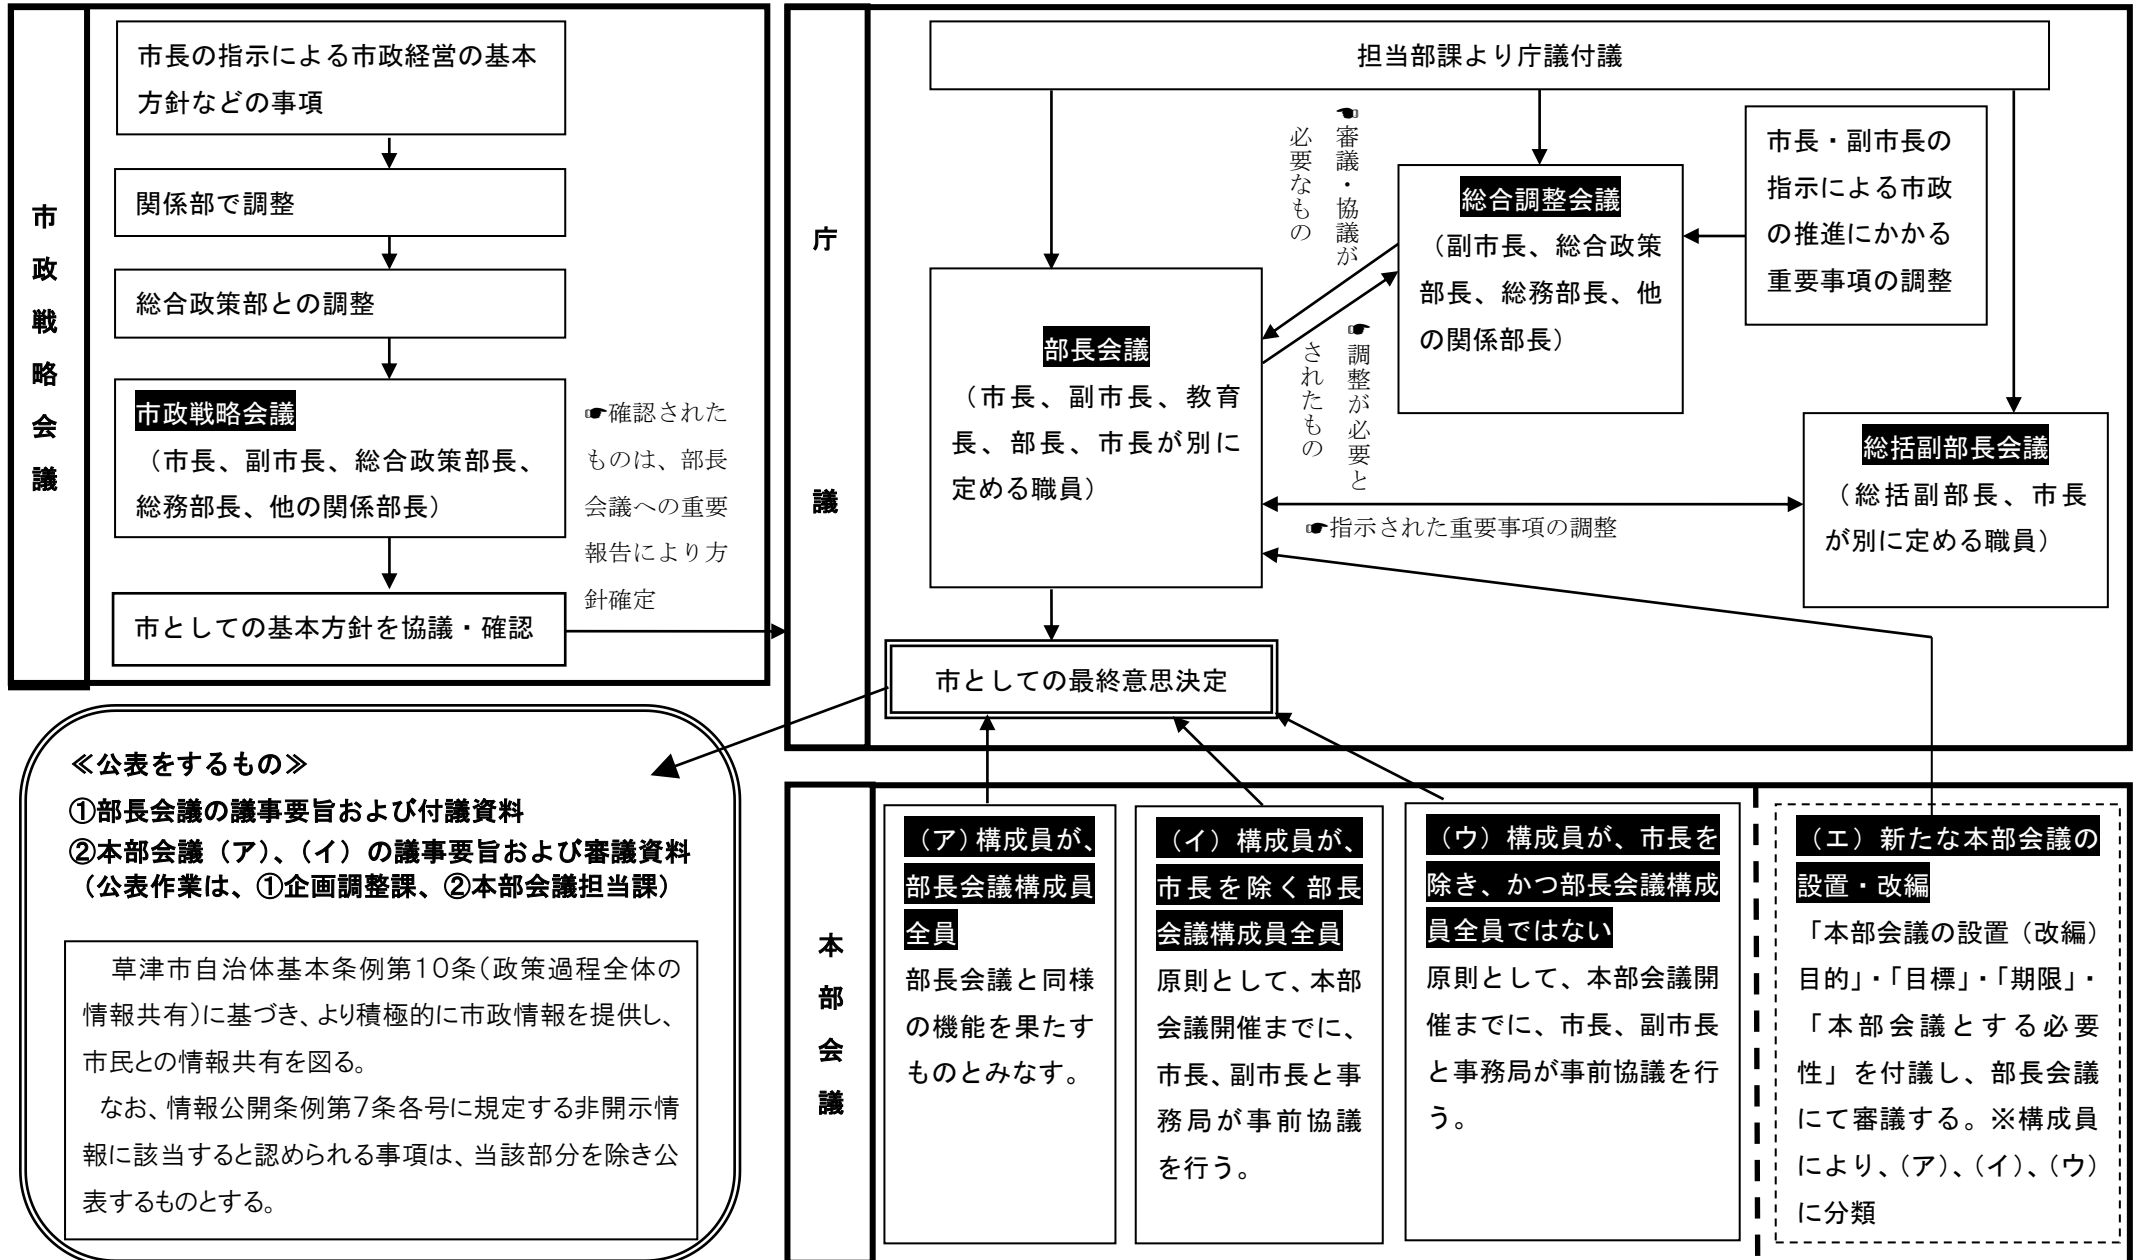 市政戦略会議
市長の指示による市政経営の基本
方針などの事項
関係部で調整
総合政策部との調整
市政戦略会議
（市長、副市長、総合政策部長、
総務部長、他の関係部長）
市としての基本方針を協議・確認
☛確認された
ものは、部長
会議への重要
報告により方
針確定
庁議
担当部課より庁議付議
☚審議・協議が
必要なもの
総合調整会議
（副市長、総合政策
部長、総務部長、他
の関係部長）
市長・副市長の
指示による市政
の推進にかかる
重要事項の調整
部長会議
（市長、副市長、教育
長、部長、市長が別に
定める職員）
☛調整が必要と
されたもの
総括副部長会議
（総括副部長、市長
が別に定める職員）
☛指示された重要事項の調整
市としての最終意思決定
≪公表をするもの≫
①部長会議の議事要旨および付議資料
②本部会議（ア）、（イ）の議事要旨および審議資料
（公表作業は、①企画調整課、②本部会議担当課）
草津市自治体基本条例第１０条（政策過程全体の
情報共有）に基づき、より積極的に市政情報を提供し、
市民との情報共有を図る。
なお、情報公開条例第７条各号に規定する非開示情
報に該当すると認められる事項は、当該部分を除き公
表するものとする。
本部会議
（ア）構成員が、
部長会議構成員
全員
部長会議と同様
の機能を果たす
ものとみなす。
（イ）構成員が、
市長を除く部長
会議構成員全員
原則として、本部
会議開催までに、
市長、副市長と事
務局が事前協議
を行う。
（ウ）構成員が、市長を
除き、かつ部長会議構成
員全員ではない
原則として、本部会議開
催までに、市長、副市長
と事務局が事前協議を行
う。
（エ）新たな本部会議の
設置・改編
「本部会議の設置（改編）
目的」・「目標」・「期限」・
「本部会議とする必要
性」を付議し、部長会議
にて審議する。※構成員
により、（ア）、（イ）、（ウ）
に分類